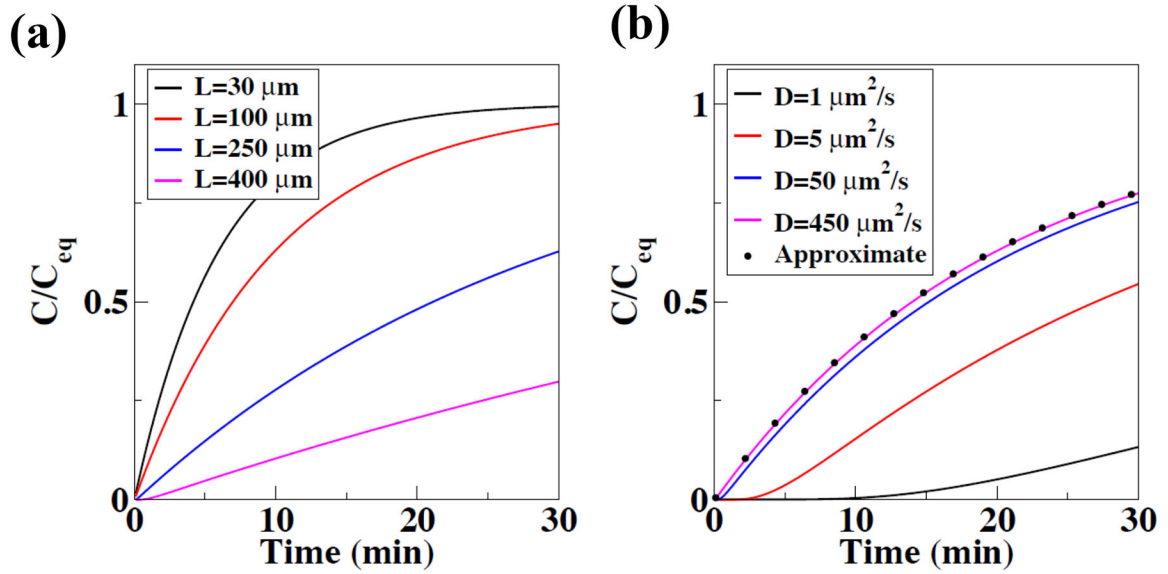 (a)
L=30 μm
L=100 μm
L=250 μm
L=400 μm
1
0.5
0
C/Ceq
0
10
20
30
Time (min)
(b)
D=1 μm²/s
D=5 μm²/s
D=50 μm²/s
D=450 μm²/s
Approximate
1
0.5
0
C/Ceq
0
10
20
30
Time (min)